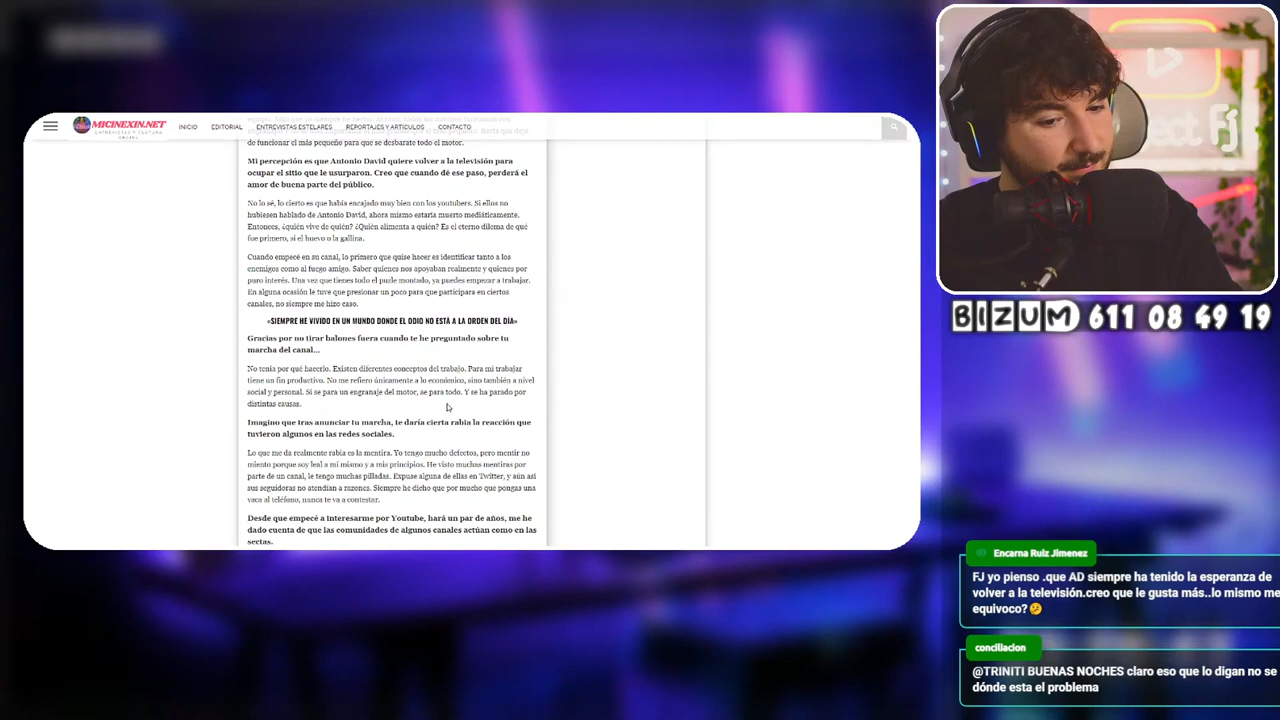 MICINEXIN.NET
ENTREVISTAS Y CULTURA
ONLINE
INICIO
EDITORIAL
ENTREVISTAS ESTELARES
REPORTAJES Y ARTÍCULOS
CONTACTO
de funcionar el más pequeño para que se desbarate todo el motor.
Mi percepción es que Antonio David quiere volver a la televisión para
ocupar el sitio que le usurparon. Creo que cuando dé ese paso, perderá el
amor de buena parte del público.
No lo sé, lo cierto es que había encajado muy bien con los youtubers. Si ellos no
hubiesen hablado de Antonio David, ahora mismo estaría muerto mediáticamente.
Entonces, ¿quién vive de quién? ¿Quién alimenta a quién? Es el eterno dilema de qué
fue primero, si el huevo o la gallina.
Cuando empecé en su canal, lo primero que quise hacer es identificar tanto a los
enemigos como al fuego amigo. Saber quienes nos apoyaban realmente y quienes por
puro interés. Una vez que tienes todo el puzle montado, ya puedes empezar a trabajar.
En alguna ocasión le tuve que presionar un poco para que participara en ciertos
canales, no siempre me hizo caso.
«SIEMPRE HE VIVIDO EN UN MUNDO DONDE EL ODIO NO ESTÁ A LA ORDEN DEL DÍA»
Gracias por no tirar balones fuera cuando te he preguntado sobre tu
marcha del canal…
No tenía por qué hacerlo. Existen diferentes conceptos del trabajo. Para mi trabajar
tiene un fin productivo. No me refiero únicamente a lo económico, sino también a nivel
social y personal. Si se para un engranaje del motor, se para todo. Y se ha parado por
distintas causas.
Imagino que tras anunciar tu marcha, te daría cierta rabia la reacción que
tuvieron algunos en las redes sociales.
Lo que me da realmente rabia es la mentira. Yo tengo mucho defectos, pero mentir no
miento porque soy leal a mí mismo y a mis principios. He visto muchas mentiras por
parte de un canal, le tengo muchas pilladas. Expuse alguna de ellas en Twitter, y aún así
sus seguidoras no atendían a razones. Siempre he dicho que por mucho que pongas una
vaca al teléfono, nunca te va a contestar.
Desde que empecé a interesarme por Youtube, hará un par de años, me he
dado cuenta de que las comunidades de algunos canales actúan como en las
sectas.
BIZUM 611 08 49 19
Encarna Ruiz Jimenez
FJ yo pienso .que AD siempre ha tenido la esperanza de
volver a la televisión.creo que le gusta más..lo mismo me
equivoco?🤔
conciliacion
@TRINITI BUENAS NOCHES claro eso que lo digan no se
dónde esta el problema